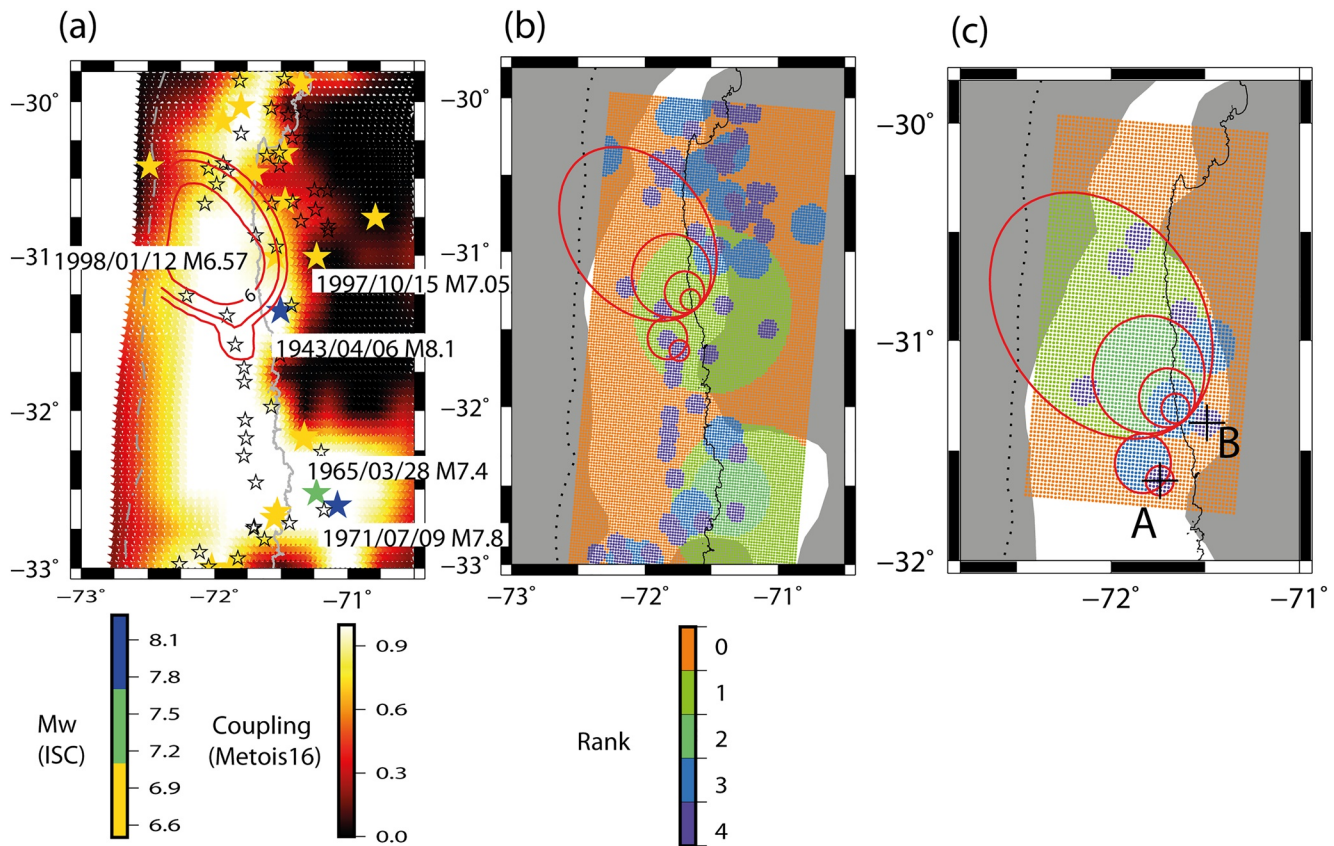 (a)
(b)
(c)
−30°
−31°
−32°
−33°
−73°
−72°
−71°
1998/01/12 M6.57
6
1997/10/15 M7.05
1943/04/06 M8.1
1965/03/28 M7.4
1971/07/09 M7.8
−30°
−31°
−32°
−33°
−73°
−72°
−71°
−30°
−31°
−32°
−72°
−71°
B
A
Mw
(ISC)
8.1
7.8
7.5
7.2
6.9
6.6
Coupling
(Metois16)
0.9
0.6
0.3
0.0
Rank
0
1
2
3
4